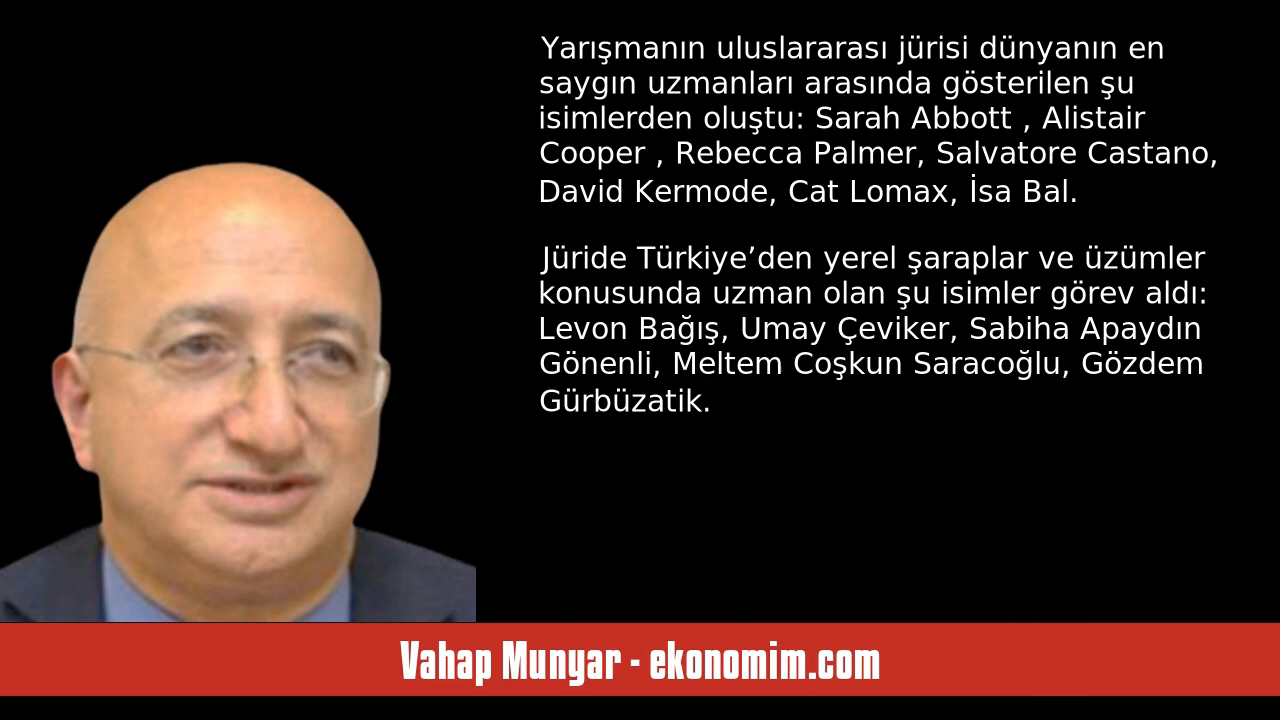 Yarışmanın uluslararası jürisi dünyanın en
saygın uzmanları arasında gösterilen şu
isimlerden oluştu: Sarah Abbott , Alistair
Cooper , Rebecca Palmer, Salvatore Castano,
David Kermode, Cat Lomax, İsa Bal.
Jüride Türkiye’den yerel şaraplar ve üzümler
konusunda uzman olan şu isimler görev aldı:
Levon Bağış, Umay Çeviker, Sabiha Apaydın
Gönenli, Meltem Coşkun Saracoğlu, Gözdem
Gürbüzatik.
Vahap Munyar - ekonomim.com